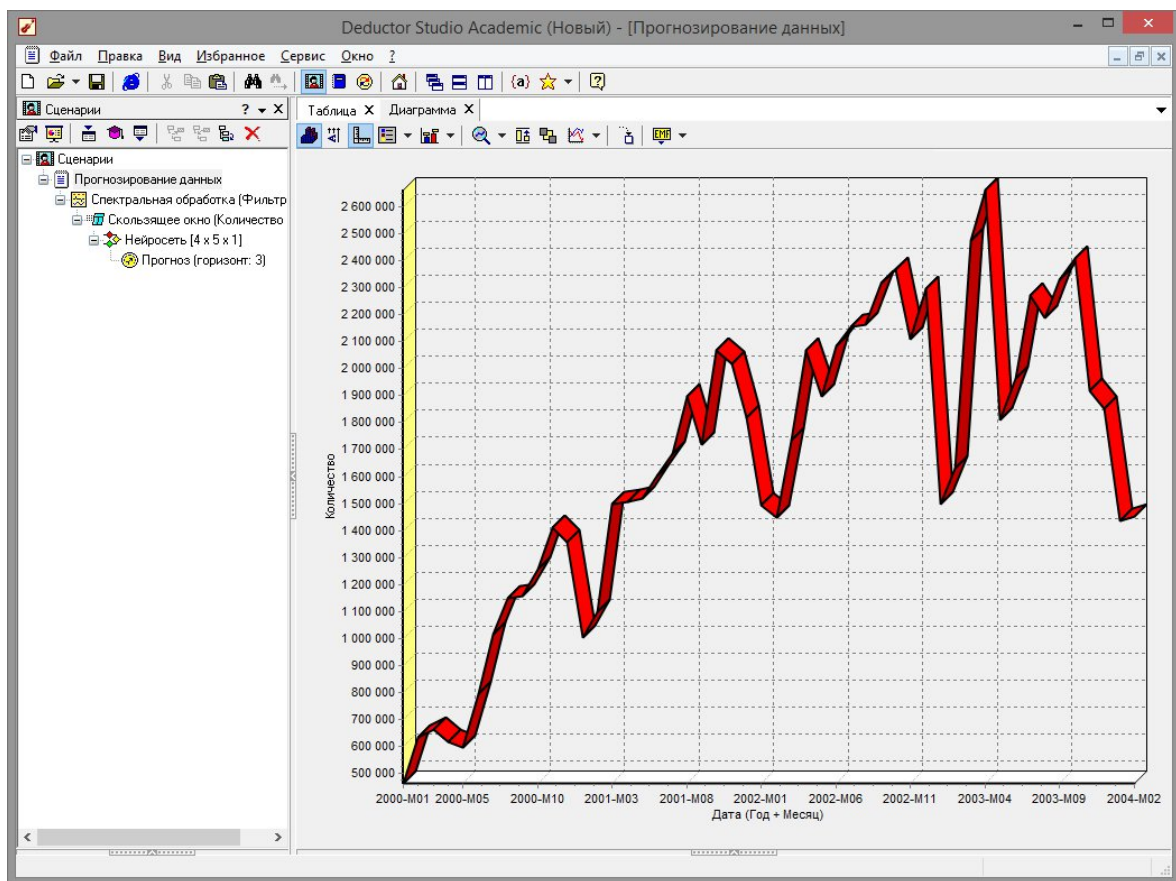 Deductor Studio Academic (Новый) - [Прогнозирование данных]
Файл Правка Вид Избранное Сервис Окно ?
Сценарии ? X
Таблица X Диаграмма X
{a}
EMF
Сценарии
Прогнозирование данных
Спектральная обработка (Фильтр
Скользящее окно (Количество
Нейросеть [4 x 5 x 1]
Прогноз (горизонт: 3)
2 600 000
2 500 000
2 400 000
2 300 000
2 200 000
2 100 000
2 000 000
1 900 000
1 800 000
1 700 000
1 600 000
1 500 000
1 400 000
1 300 000
1 200 000
1 100 000
1 000 000
900 000
800 000
700 000
600 000
500 000
Количество
2000-M01 2000-M05 2000-M10 2001-M03 2001-M08 2002-M01 2002-M06 2002-M11 2003-M04 2003-M09 2004-M02
Дата (Год + Месяц)